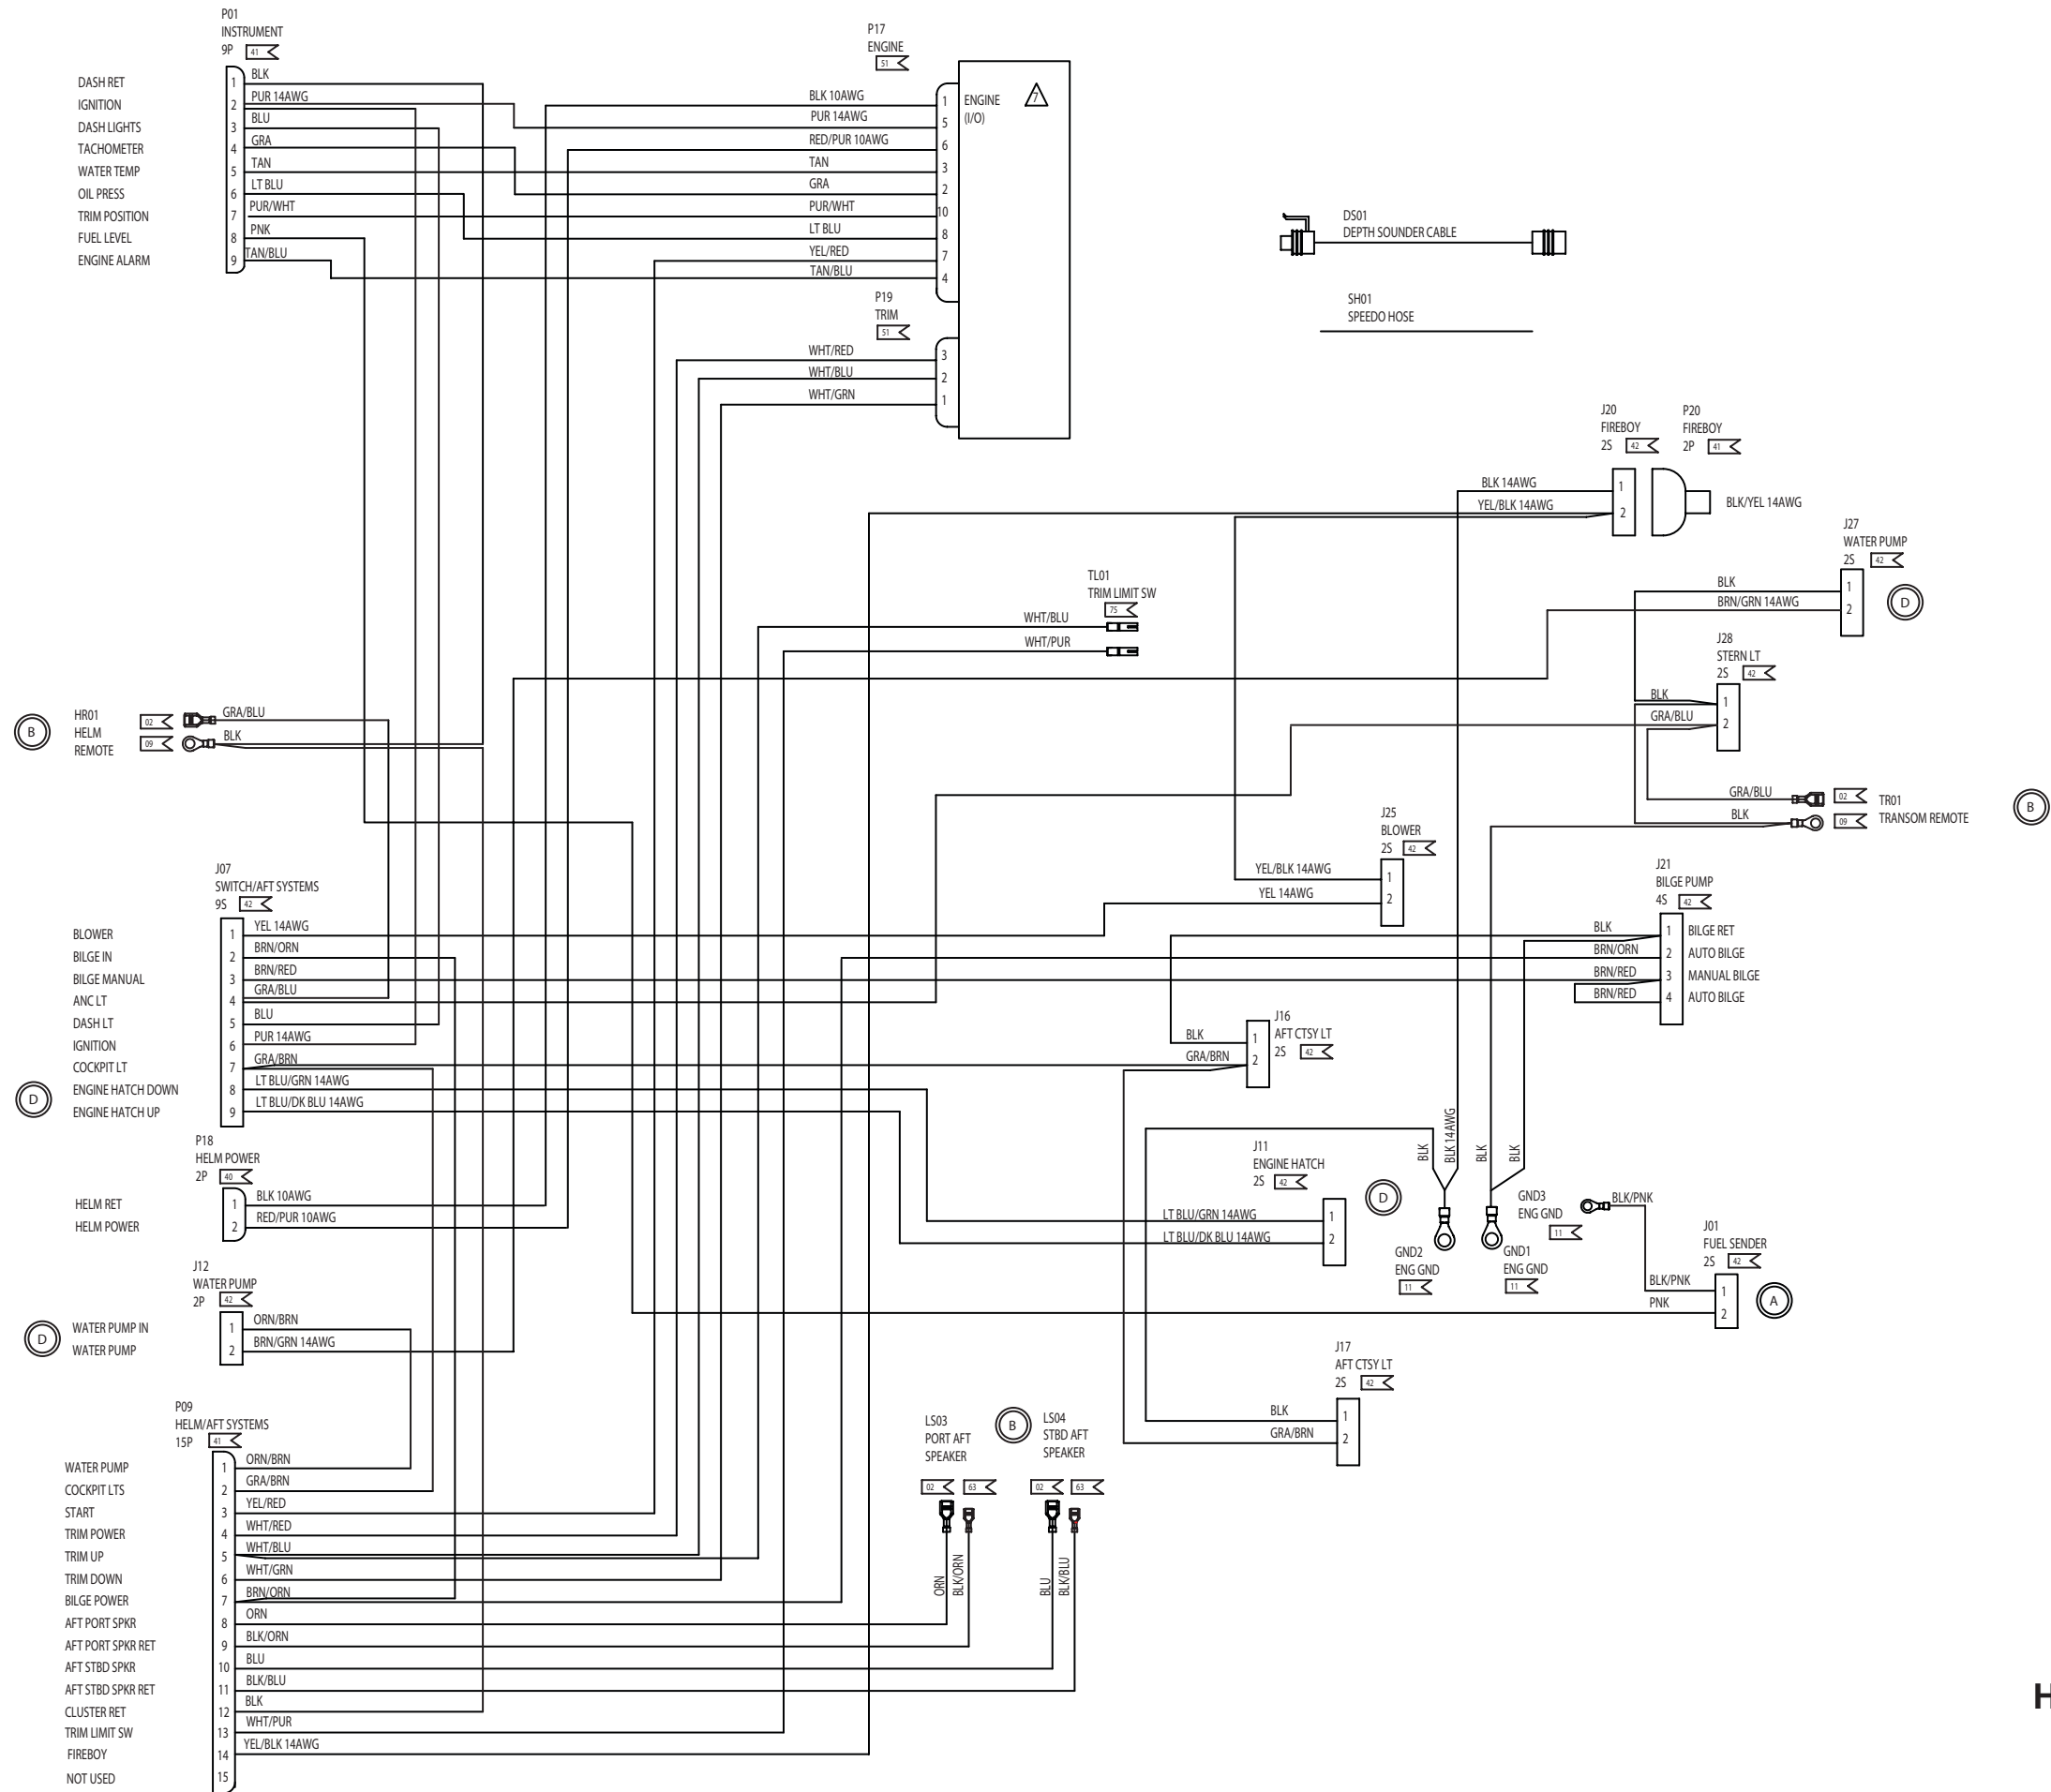 P01
INSTRUMENT
9P 41
DASH RET 1 BLK
IGNITION 2 PUR 14AWG
DASH LIGHTS 3 BLU
TACHOMETER 4 GRA
WATER TEMP 5 TAN
OIL PRESS 6 LT BLU
TRIM POSITION 7 PUR/WHT
FUEL LEVEL 8 PNK
ENGINE ALARM 9 TAN/BLU
P17
ENGINE
51
BLK 10AWG 1 ENGINE 7
PUR 14AWG 5 (I/O)
RED/PUR 10AWG 6
TAN 3
GRA 2
PUR/WHT 10
LT BLU 8
YEL/RED 7
TAN/BLU 4
P19
TRIM
51
WHT/RED 3
WHT/BLU 2
WHT/GRN 1
DS01
DEPTH SOUNDER CABLE
SH01
SPEEDO HOSE
J20
FIREBOY
2S 42
P20
FIREBOY
2P 41
BLK 14AWG 1
YEL/BLK 14AWG 2
BLK/YEL 14AWG
J27
WATER PUMP
2S 42
BLK 1
BRN/GRN 14AWG 2
D
TL01
TRIM LIMIT SW
75
WHT/BLU
WHT/PUR
J28
STERN LT
2S 42
BLK 1
GRA/BLU 2
B
HR01
HELM
REMOTE
02 GRA/BLU
09 BLK
GRA/BLU 02 TR01
BLK 09 TRANSOM REMOTE
B
J25
BLOWER
2S 42
YEL/BLK 14AWG 1
YEL 14AWG 2
J07
SWITCH/AFT SYSTEMS
9S 42
BLOWER 1 YEL 14AWG
BILGE IN 2 BRN/ORN
BILGE MANUAL 3 BRN/RED
ANC LT 4 GRA/BLU
DASH LT 5 BLU
IGNITION 6 PUR 14AWG
COCKPIT LT 7 GRA/BRN
ENGINE HATCH DOWN 8 LT BLU/GRN 14AWG
ENGINE HATCH UP 9 LT BLU/DK BLU 14AWG
D
J21
BILGE PUMP
4S 42
BLK 1 BILGE RET
BRN/ORN 2 AUTO BILGE
BRN/RED 3 MANUAL BILGE
BRN/RED 4 AUTO BILGE
J16
AFT CTSY LT
2S 42
BLK 1
GRA/BRN 2
P18
HELM POWER
2P 40
HELM RET 1 BLK 10AWG
HELM POWER 2 RED/PUR 10AWG
J11
ENGINE HATCH
2S 42
LT BLU/GRN 14AWG 1
LT BLU/DK BLU 14AWG 2
D
BLK
BLK 14AWG
BLK
BLK
GND2
ENG GND
11
GND1
ENG GND
11
GND3
ENG GND
11
BLK/PNK
J01
FUEL SENDER
2S 42
BLK/PNK 1
PNK 2
A
J12
WATER PUMP
2P 42
WATER PUMP IN 1 ORN/BRN
WATER PUMP 2 BRN/GRN 14AWG
D
J17
AFT CTSY LT
2S 42
BLK 1
GRA/BRN 2
P09
HELM/AFT SYSTEMS
15P 41
WATER PUMP 1 ORN/BRN
COCKPIT LTS 2 GRA/BRN
START 3 YEL/RED
TRIM POWER 4 WHT/RED
TRIM UP 5 WHT/BLU
TRIM DOWN 6 WHT/GRN
BILGE POWER 7 BRN/ORN
AFT PORT SPKR 8 ORN
AFT PORT SPKR RET 9 BLK/ORN
AFT STBD SPKR 10 BLU
AFT STBD SPKR RET 11 BLK/BLU
CLUSTER RET 12 BLK
TRIM LIMIT SW 13 WHT/PUR
FIREBOY 14 YEL/BLK 14AWG
NOT USED 15
LS03
PORT AFT
SPEAKER
02 63
B
LS04
STBD AFT
SPEAKER
02 63
ORN
BLK/ORN
BLU
BLK/BLU
H